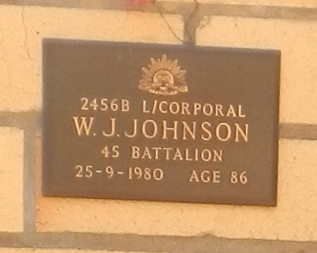 2456B L/CORPORAL
W.J.JOHNSON
45 BATTALION
25-9-1980 AGE 86